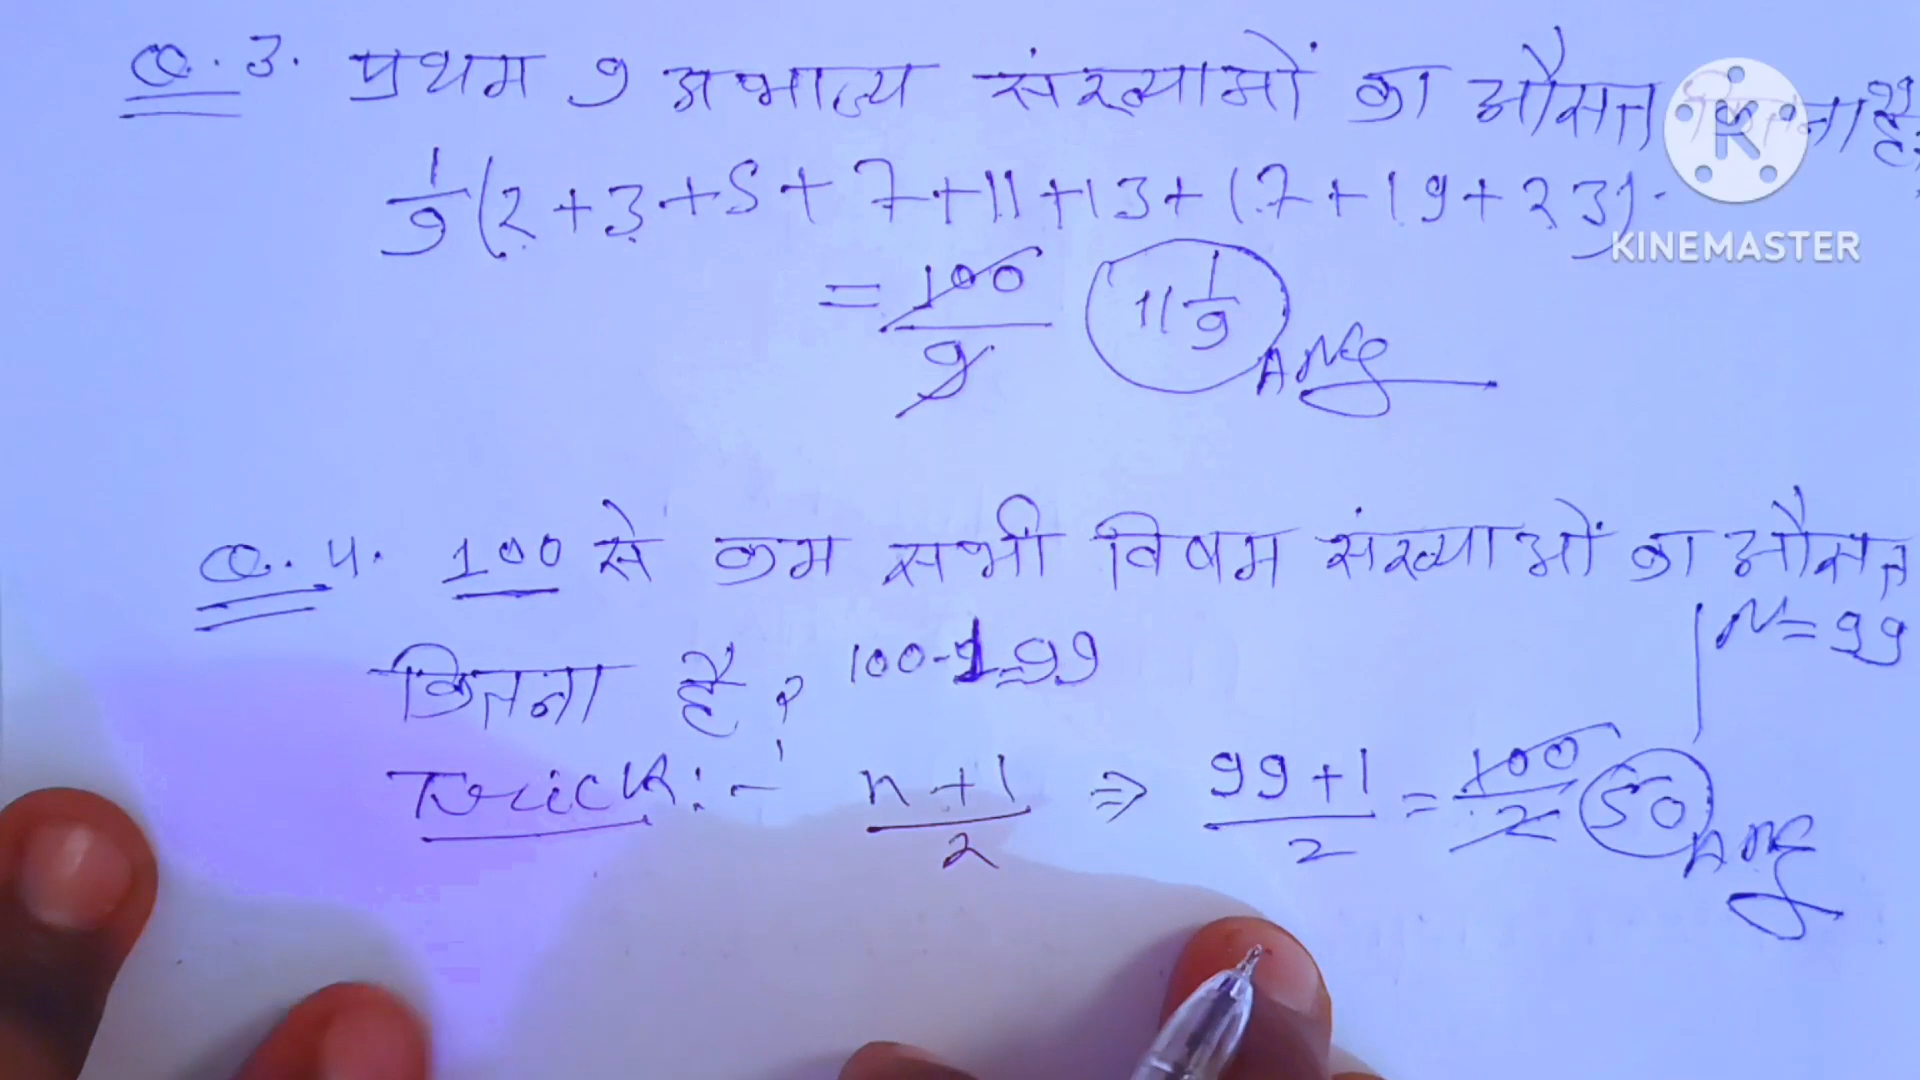 Q.3. प्रथम 9 अभाज्य संख्याओं का औसत कितना है?
1/9 (2+3+5+7+11+13+17+19+23).
KINEMASTER
= 100/9 11 1/9 Ans
Q.4. 100 से कम सभी विषम संख्याओं का औसत
कितना है? 100-1=99 N=99
Trick:- n+1/2 ⇒ 99+1/2 = 100/2 50 Ans